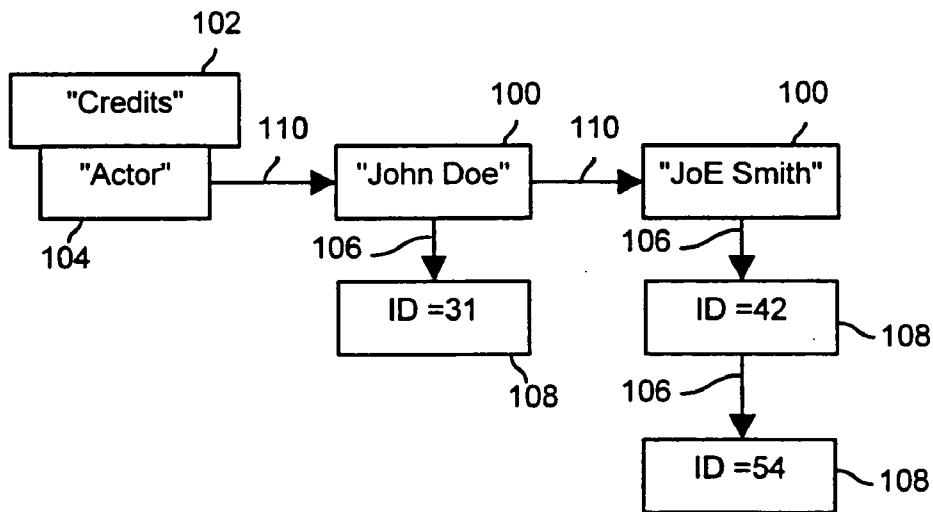 102
"Credits"
110
100
110
100
"Actor"
"John Doe"
"JoE Smith"
104
106
106
ID =31
ID =42
108
108
106
ID =54
108